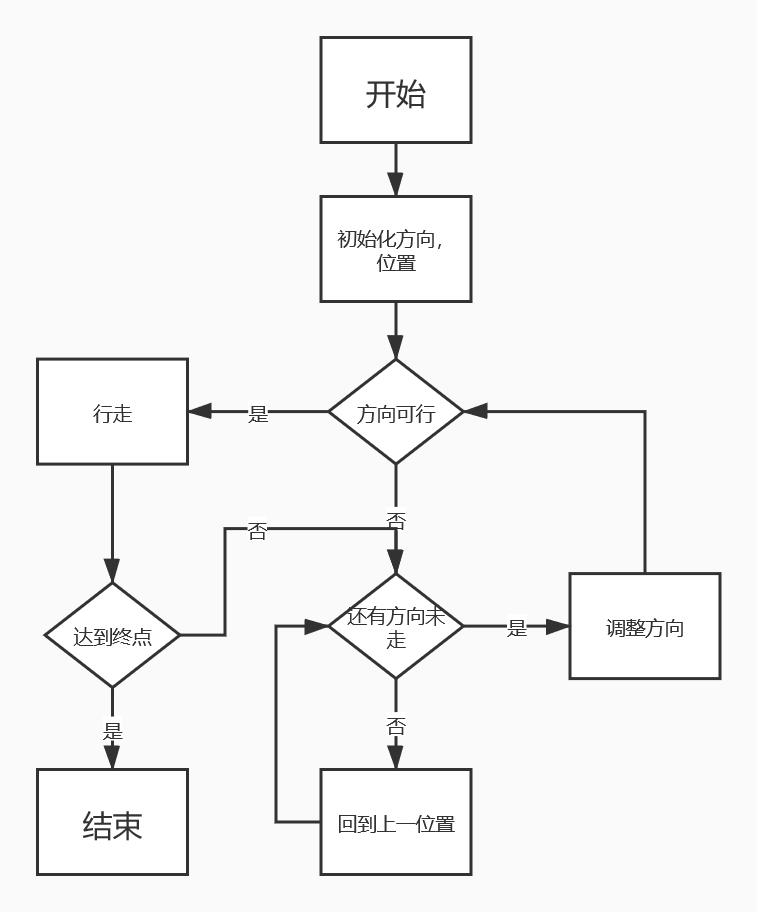 开始
初始化方向，
位置
方向可行
是
行走
否
否
达到终点
还有方向未
走
是
调整方向
是
否
结束
回到上一位置